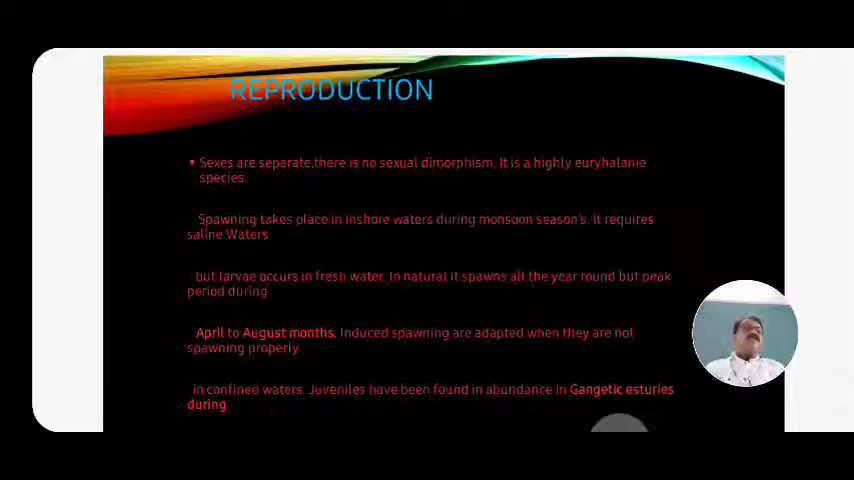 REPRODUCTION
• Sexes are separate,there is no sexual dimorphism. It is a highly euryhalanie
species.
Spawning takes place in inshore waters during monsoon season's. It requires
saline Waters
but larvae occurs in fresh water. In natural it spawns all the year round but peak
period during
April to August months. Induced spawning are adapted when they are not
spawning properly
in confined waters. Juveniles have been found in abundance in Gangetic esturies
during